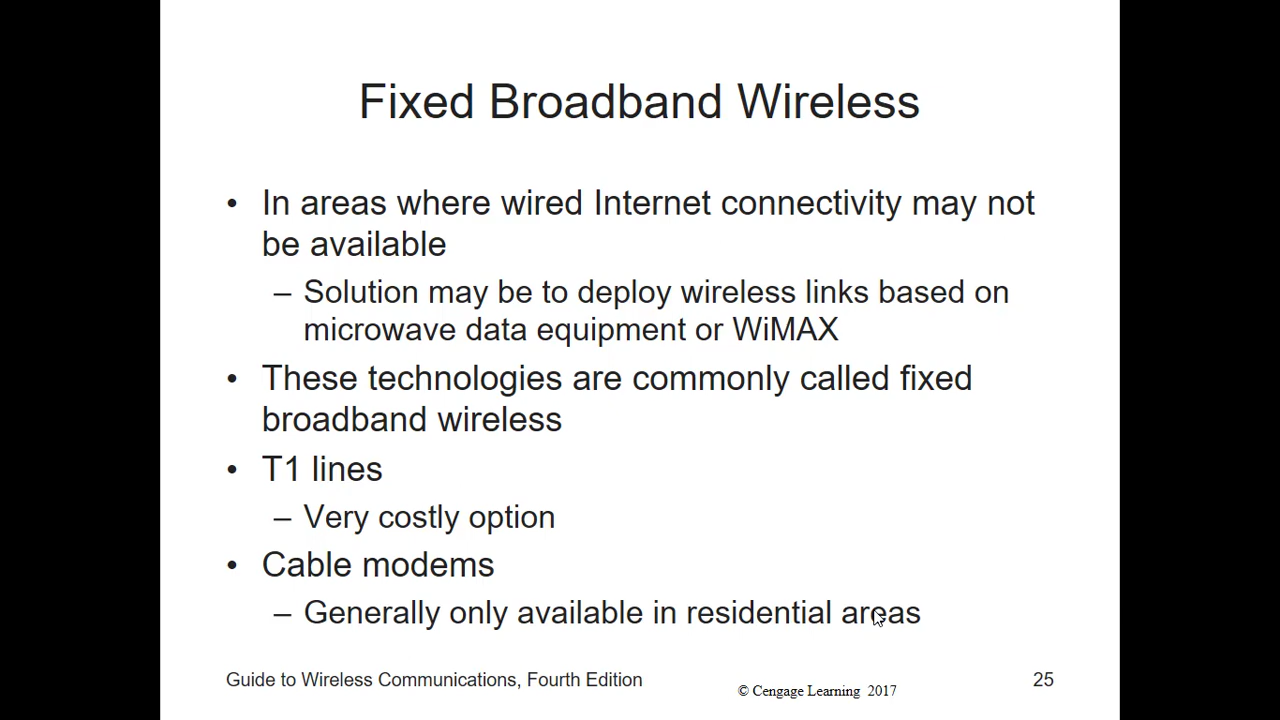 Fixed Broadband Wireless
• In areas where wired Internet connectivity may not
be available
– Solution may be to deploy wireless links based on
microwave data equipment or WiMAX
• These technologies are commonly called fixed
broadband wireless
• T1 lines
– Very costly option
• Cable modems
– Generally only available in residential areas
Guide to Wireless Communications, Fourth Edition
© Cengage Learning 2017
25